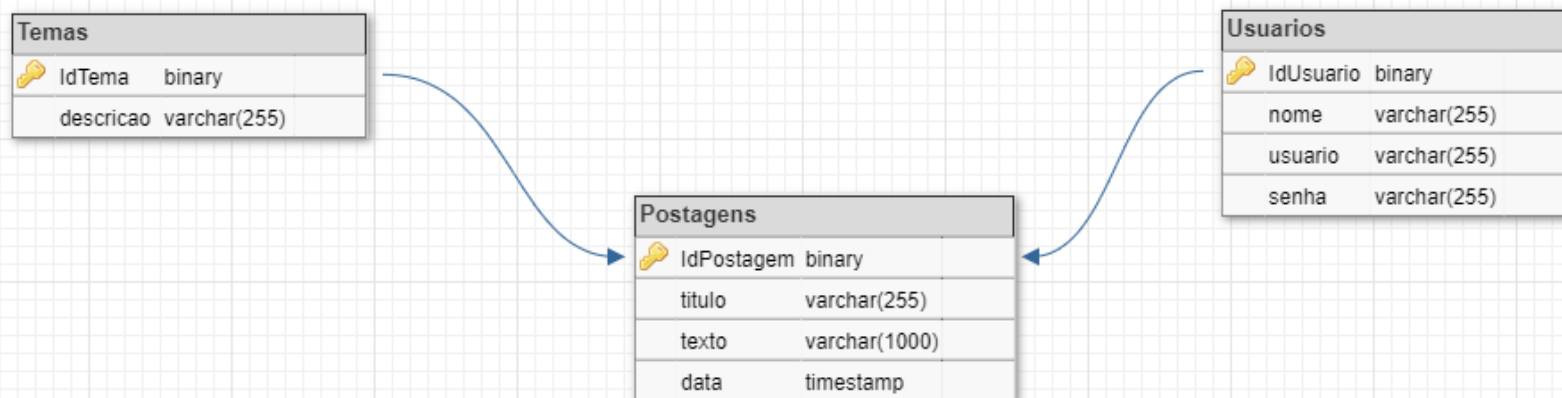 Temas
IdTema binary
descricao varchar(255)
Usuarios
IdUsuario binary
nome varchar(255)
usuario varchar(255)
senha varchar(255)
Postagens
IdPostagem binary
titulo varchar(255)
texto varchar(1000)
data timestamp